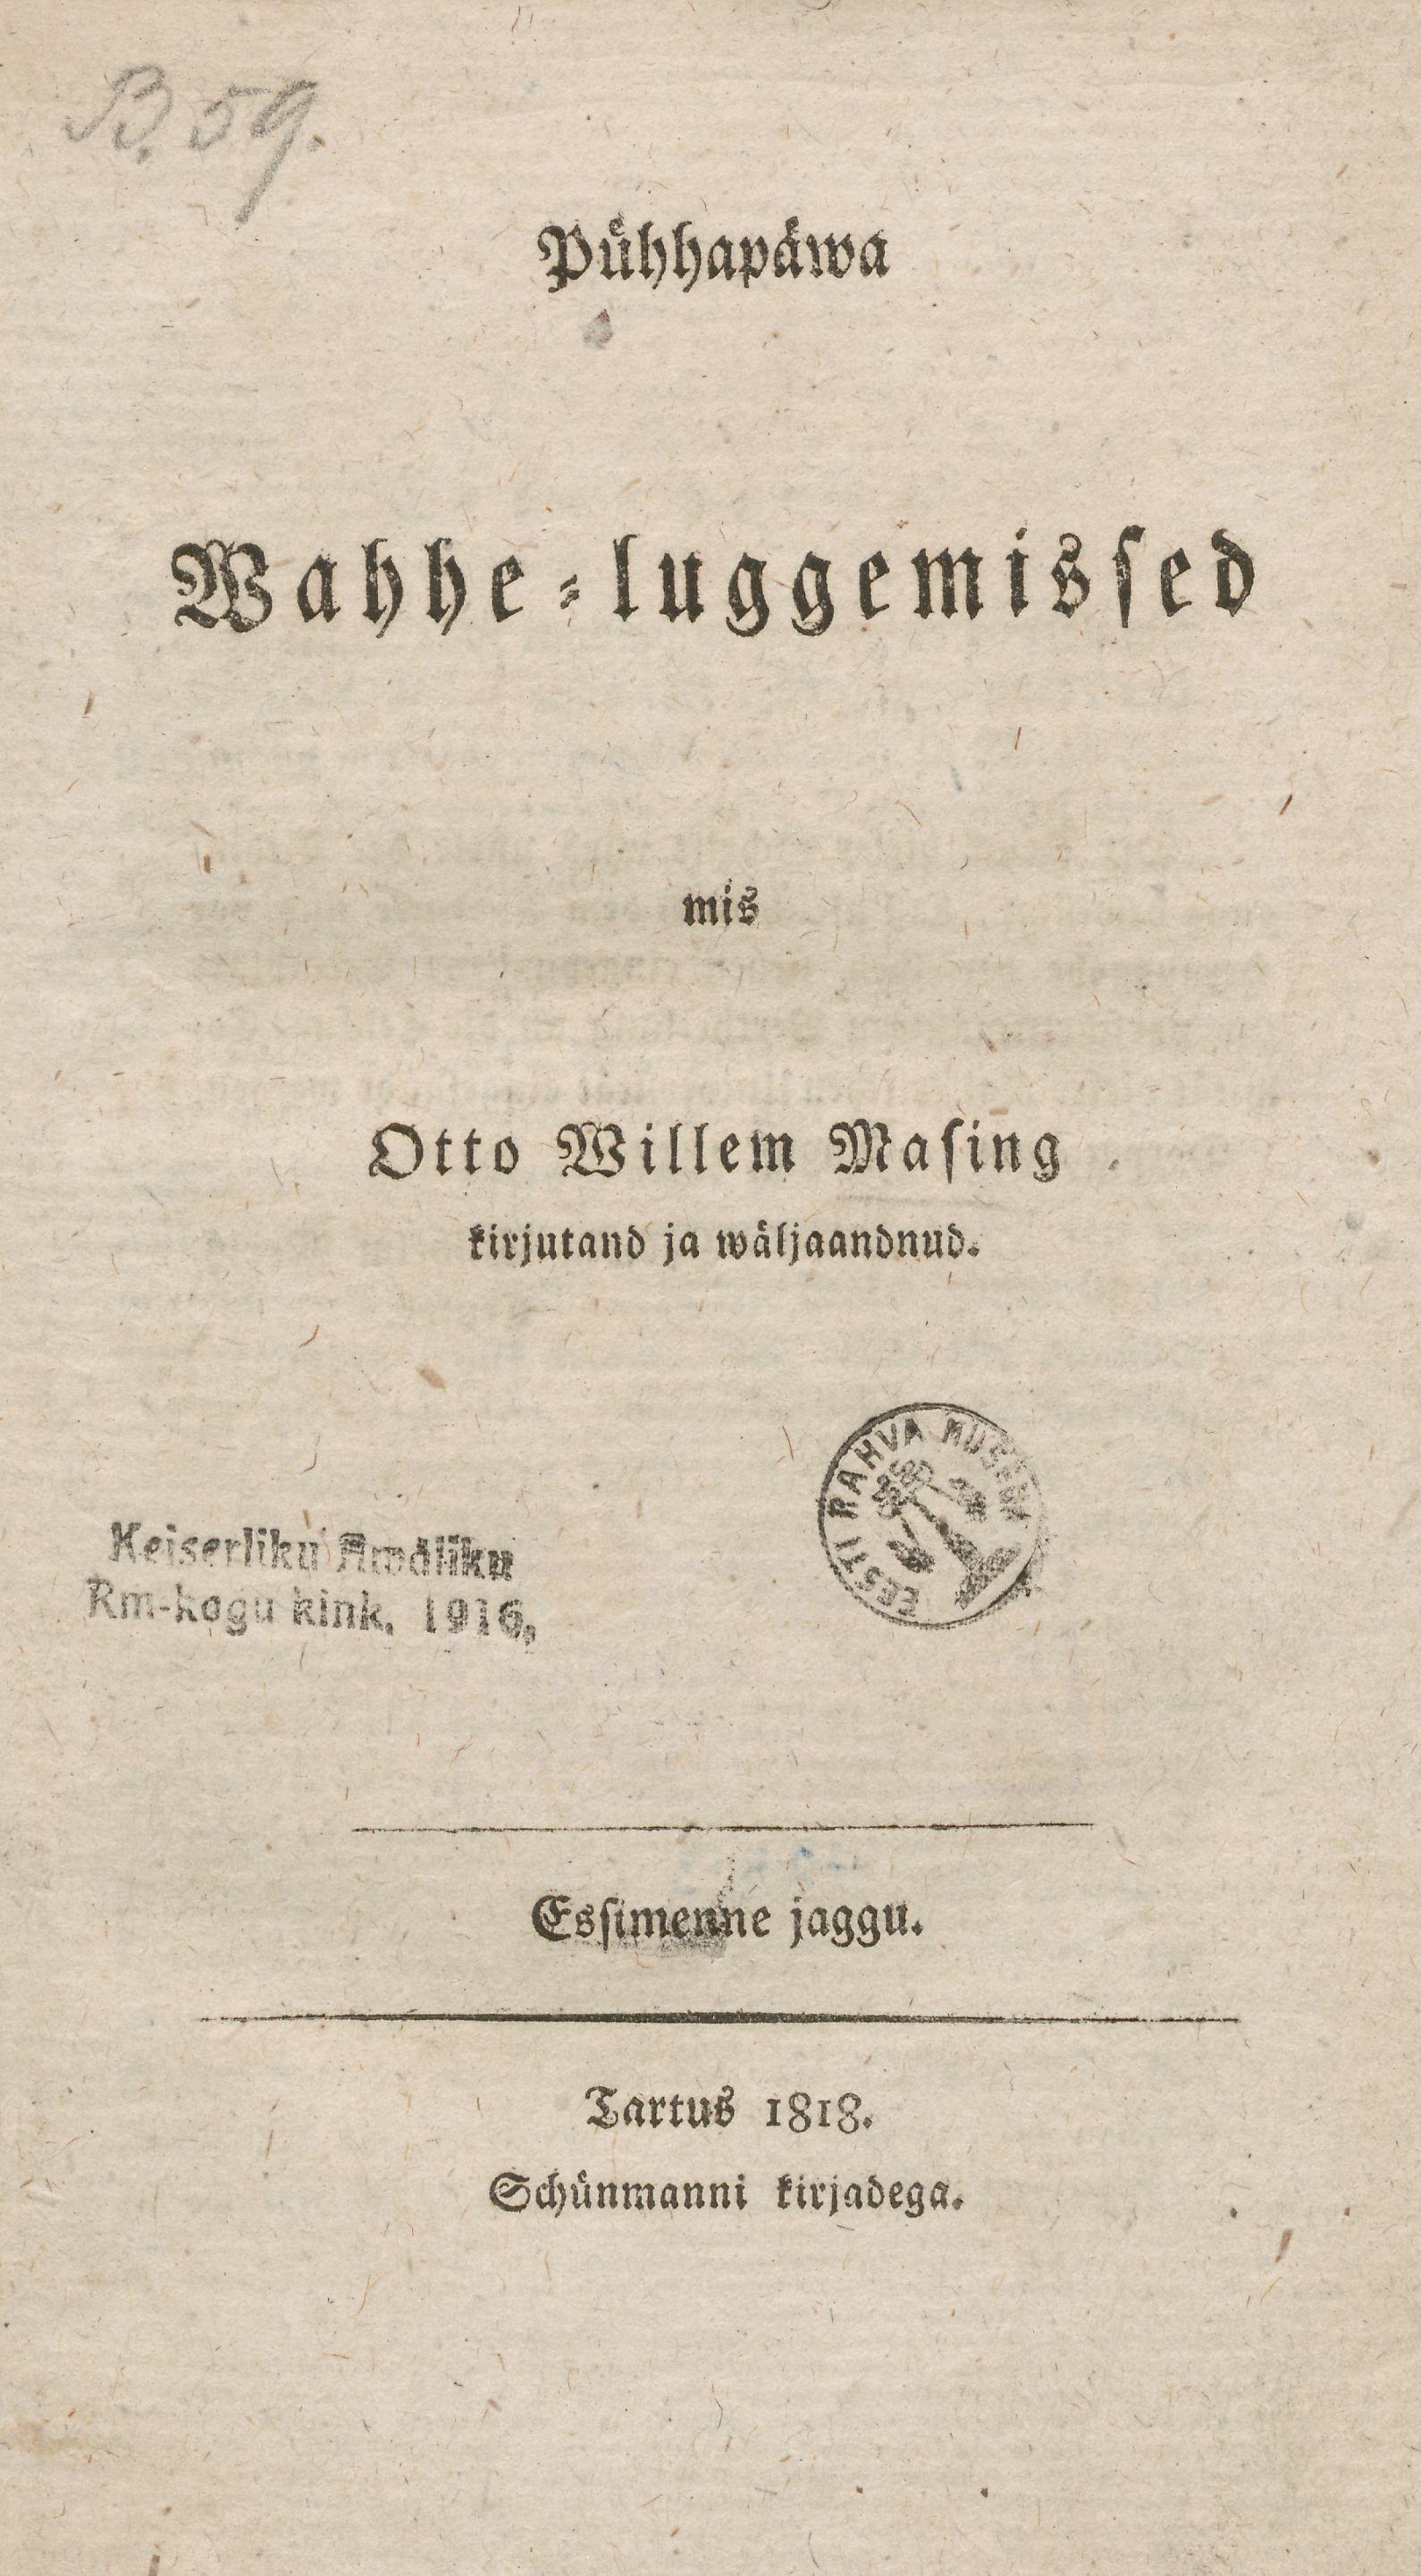 B. 59.
Pühhapäwa
Wahhe-luggemisſed
mis
Otto Willem Maſing
kirjutand ja wäljaandnud.
EESTI RAHVA MUSEUM
Keiserliku Awáliku
Rm-kogu kink. 1916,
Esſimenne jaggu.
Tartus 1818.
Schünmanni kirjadega.